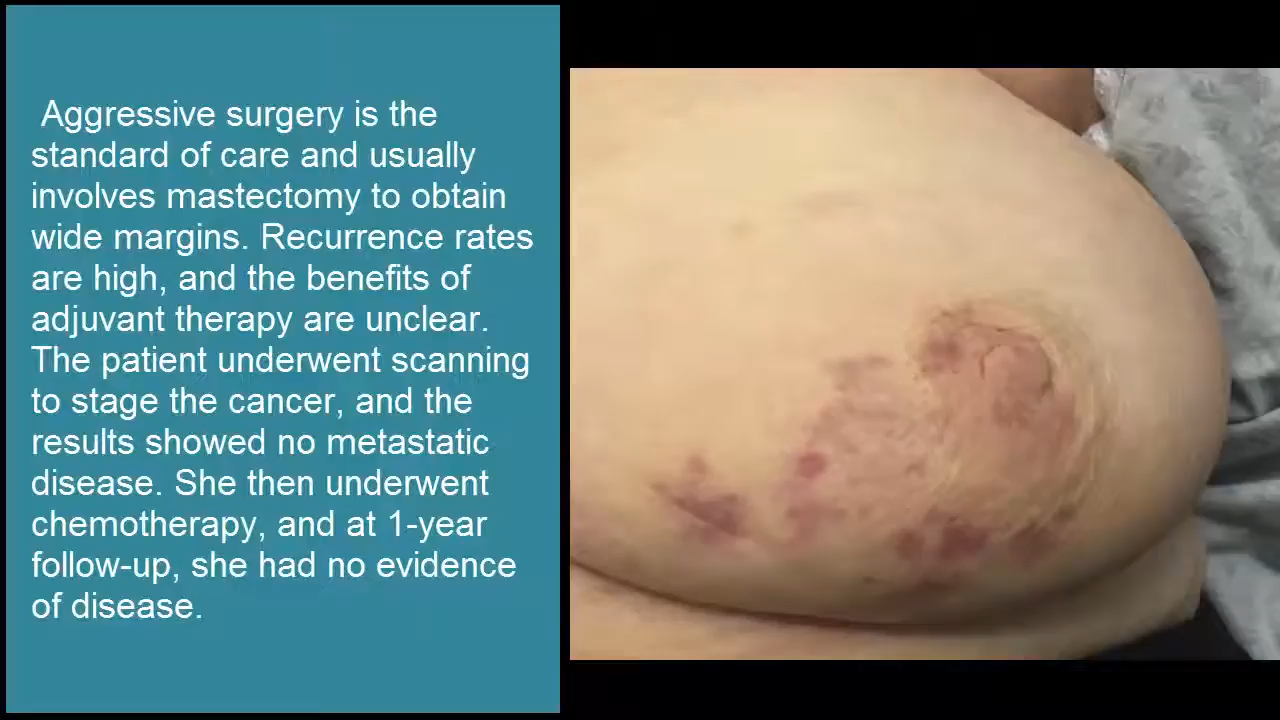 Aggressive surgery is the
standard of care and usually
involves mastectomy to obtain
wide margins. Recurrence rates
are high, and the benefits of
adjuvant therapy are unclear.
The patient underwent scanning
to stage the cancer, and the
results showed no metastatic
disease. She then underwent
chemotherapy, and at 1-year
follow-up, she had no evidence
of disease.